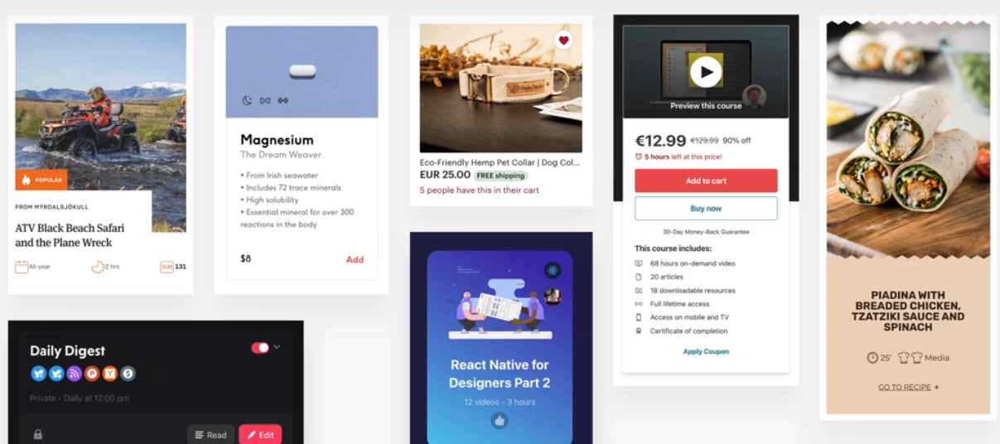 POPULAR
FROM MÝRDALSJÖKULL
ATV Black Beach Safari
and the Plane Wreck
All-year
2 hrs
EUR 131
Magnesium
The Dream Weaver
• From Irish seawater
• Includes 72 trace minerals
• High solubility
• Essential mineral for over 300
reactions in the body
$8
Add
Eco-Friendly Hemp Pet Collar | Dog Col...
EUR 25.00 FREE shipping
5 people have this in their cart
Preview this course
€12.99 €129.99 90% off
5 hours left at this price!
Add to cart
Buy now
30-Day Money-Back Guarantee
This course includes:
68 hours on-demand video
20 articles
18 downloadable resources
Full lifetime access
Access on mobile and TV
Certificate of completion
Apply Coupon
PIADINA WITH
BREADED CHICKEN,
TZATZIKI SAUCE AND
SPINACH
25' Media
GO TO RECIPE →
Daily Digest
Private • Daily at 12:00 pm
Read
Edit
React Native for
Designers Part 2
12 videos - 3 hours